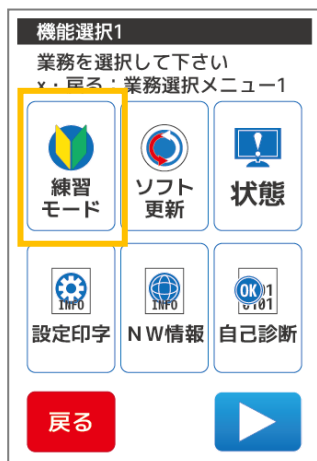 機能選択1
業務を選択して下さい
x・戻る：業務選択メニュー1
練習
モード
ソフト
更新
状態
INFO
設定印字
INFO
NW情報
OK
自己診断
戻る